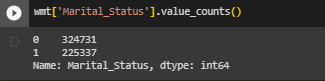 wmt['Marital_Status'].value_counts()
0    324731
1    225337
Name: Marital_Status, dtype: int64